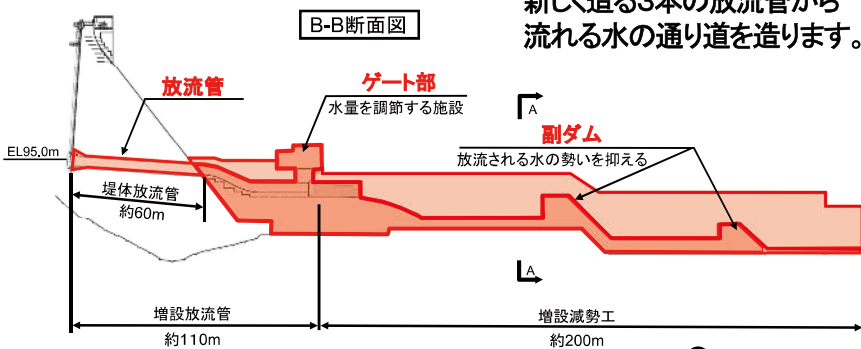 新しく造る3本の放流管から
流れる水の通り道を造ります。
B-B断面図
放流管
ゲート部
水量を調節する施設
A
副ダム
放流される水の勢いを抑える
EL95.0m
堤体放流管
約60m
A
増設放流管
約110m
増設減勢工
約200m